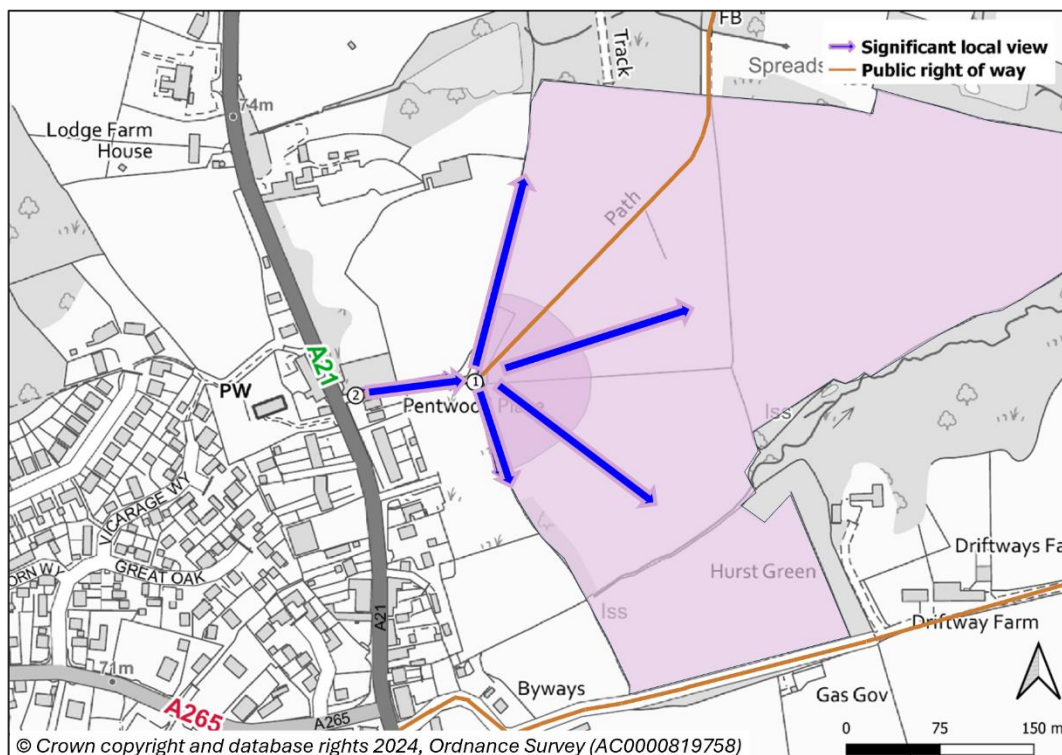 FB
Significant local view
Public right of way
Track
Spreads
74m
Lodge Farm
House
Path
A21
PW
2
1
Pentwood Place
Iss
VICARAGE WY
ORN WY
GREAT OAK
A21
Hurst Green
Iss
Driftways Fa
Driftway Farm
71m
A265
A265
Byways
Gas Gov
0 75 150 m
© Crown copyright and database rights 2024, Ordnance Survey (AC0000819758)